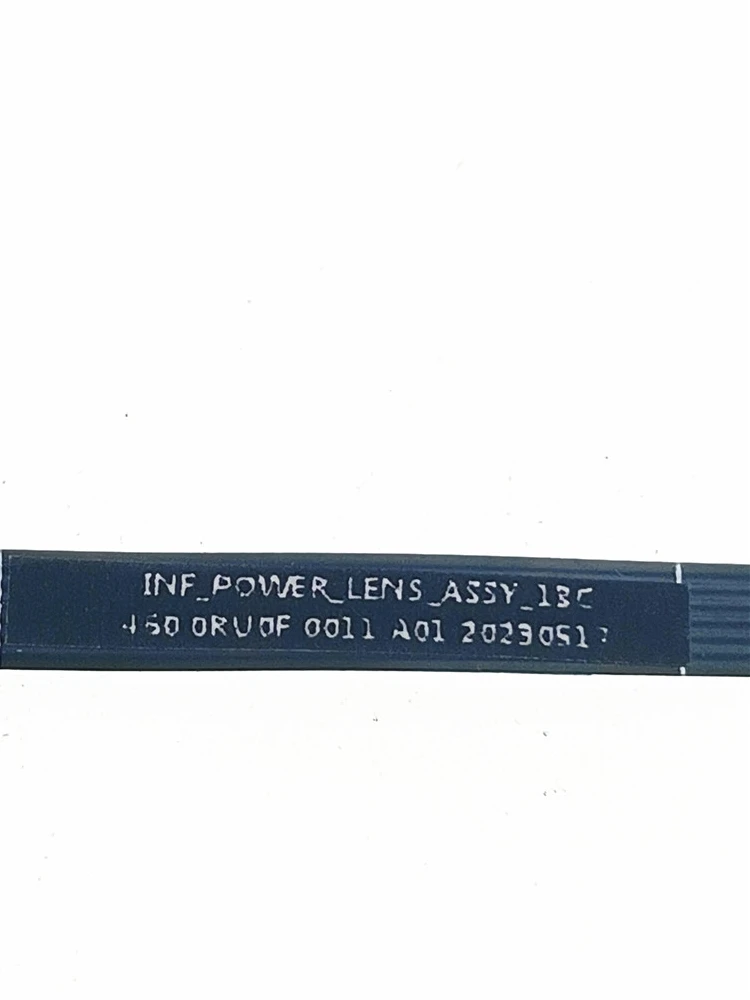 INF_POWER_LENS_ASSY_13C
460 0RU0F 0011 A01